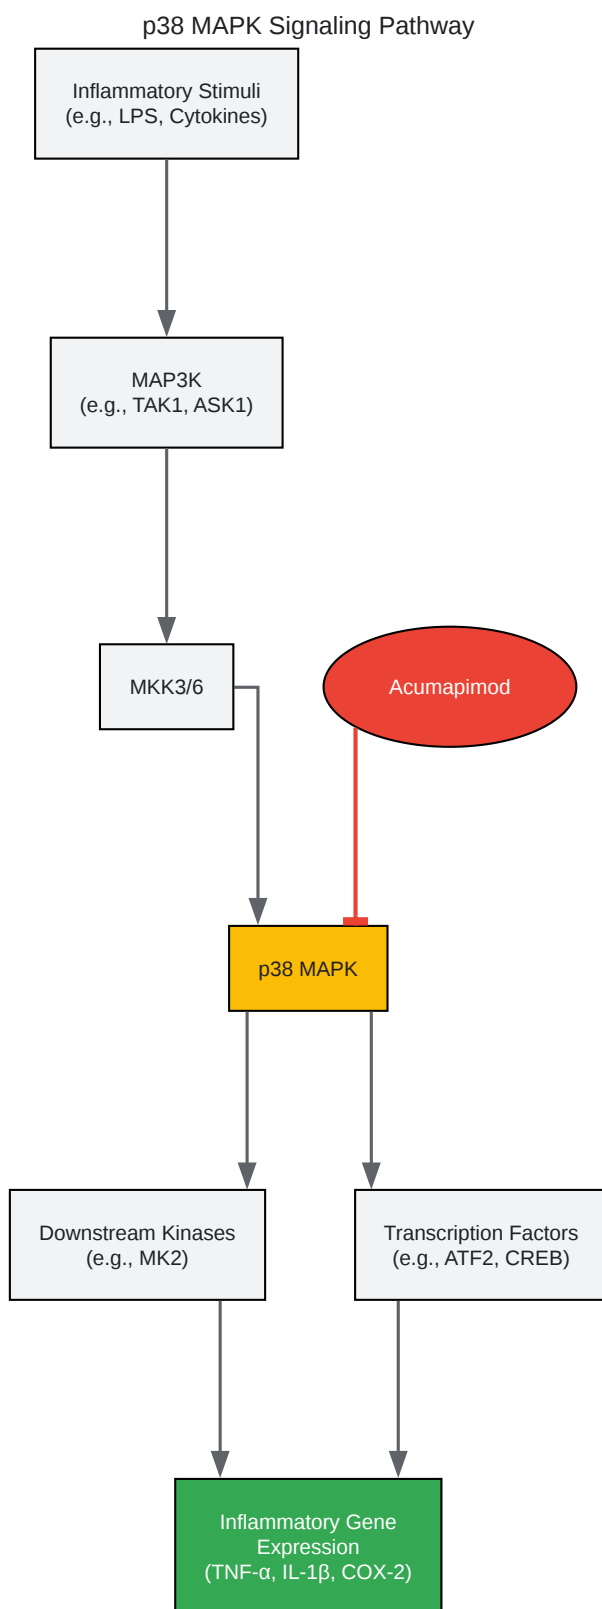 p38 MAPK Signaling Pathway
Inflammatory Stimuli
(e.g., LPS, Cytokines)
MAP3K
(e.g., TAK1, ASK1)
MKK3/6
Acumapimod
p38 MAPK
Downstream Kinases
(e.g., MK2)
Transcription Factors
(e.g., ATF2, CREB)
Inflammatory Gene
Expression
(TNF-α, IL-1β, COX-2)